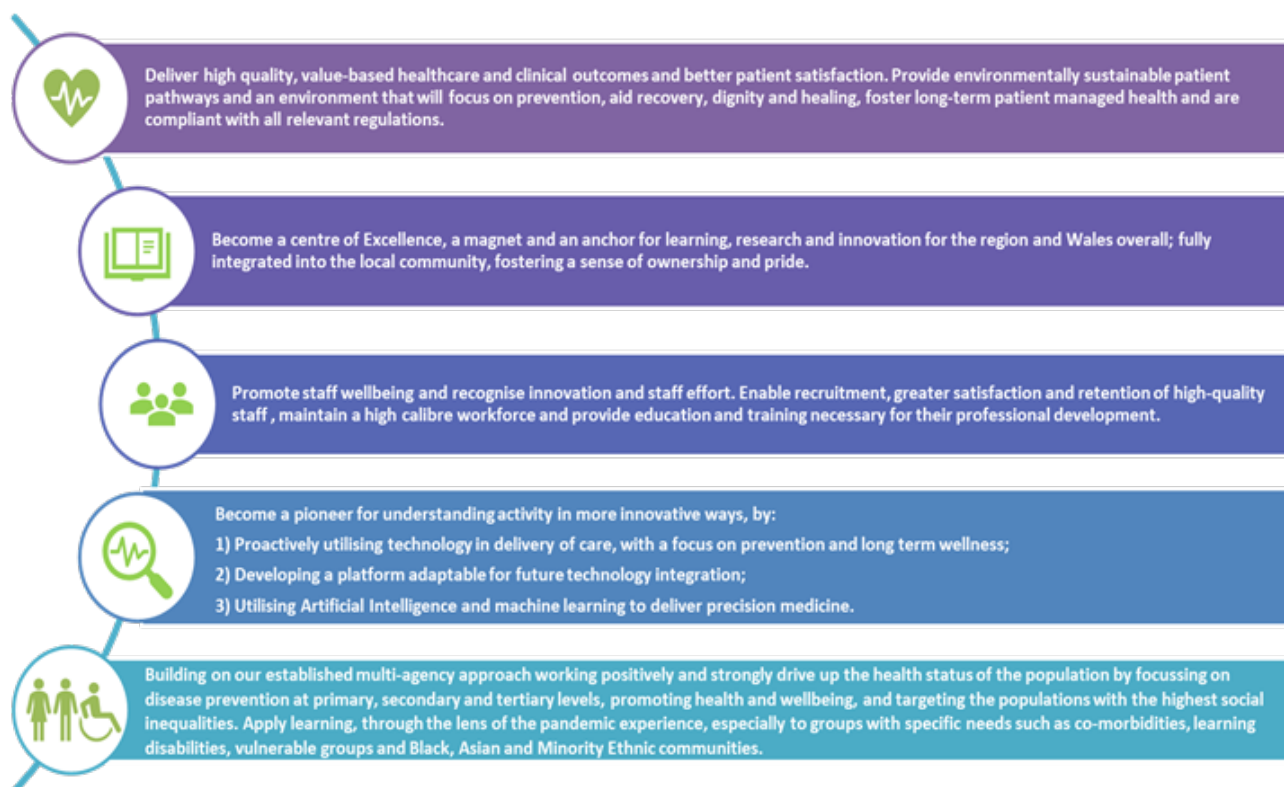 Deliver high quality, value-based healthcare and clinical outcomes and better patient satisfaction. Provide environmentally sustainable patient
pathways and an environment that will focus on prevention, aid recovery, dignity and healing, foster long-term patient managed health and are
compliant with all relevant regulations.
Become a centre of Excellence, a magnet and an anchor for learning, research and innovation for the region and Wales overall; fully
integrated into the local community, fostering a sense of ownership and pride.
Promote staff wellbeing and recognise innovation and staff effort. Enable recruitment, greater satisfaction and retention of high-quality
staff , maintain a high calibre workforce and provide education and training necessary for their professional development.
Become a pioneer for understanding activity in more innovative ways, by:
1) Proactively utilising technology in delivery of care, with a focus on prevention and long term wellness;
2) Developing a platform adaptable for future technology integration;
3) Utilising Artificial Intelligence and machine learning to deliver precision medicine.
Building on our established multi-agency approach working positively and strongly drive up the health status of the population by focussing on
disease prevention at primary, secondary and tertiary levels, promoting health and wellbeing, and targeting the populations with the highest social
inequalities. Apply learning, through the lens of the pandemic experience, especially to groups with specific needs such as co-morbidities, learning
disabilities, vulnerable groups and Black, Asian and Minority Ethnic communities.